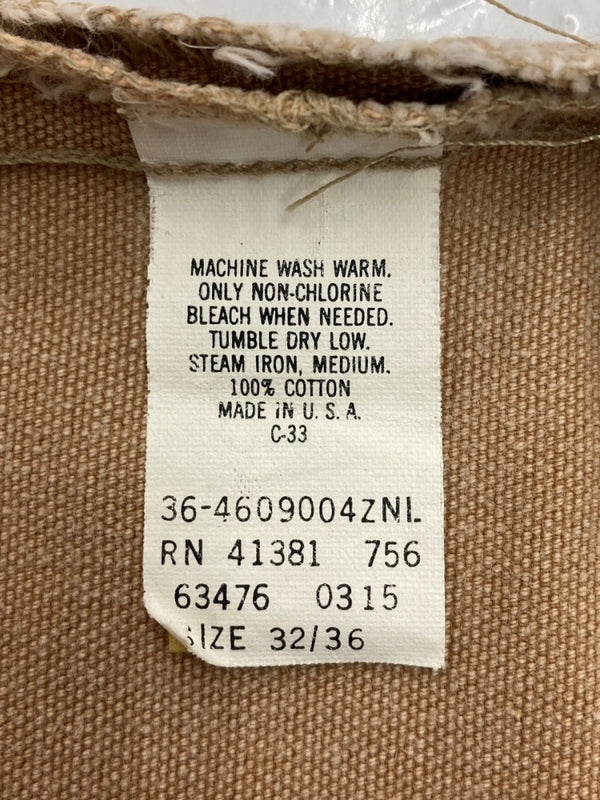 MACHINE WASH WARM.
ONLY NON-CHLORINE
BLEACH WHEN NEEDED.
TUMBLE DRY LOW.
STEAM IRON, MEDIUM.
100% COTTON
MADE IN U. S. A.
C-33
36-4609004ZNL
RN 41381 756
63476 0315
SIZE 32/36